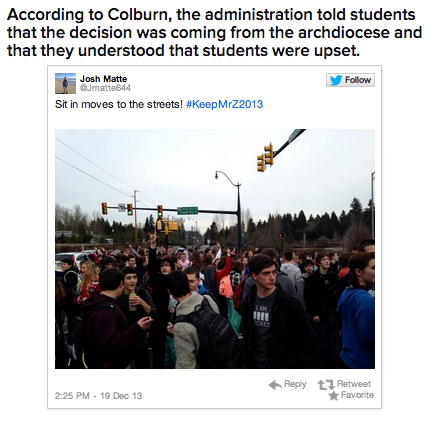 According to Colburn, the administration told students
that the decision was coming from the archdiocese and
that they understood that students were upset.
Josh Matte
@Jmatte644
Follow
Sit in moves to the streets! #KeepMrZ2013
I AM
Reply
Retweet
Favorite
2:25 PM - 19 Dec 13